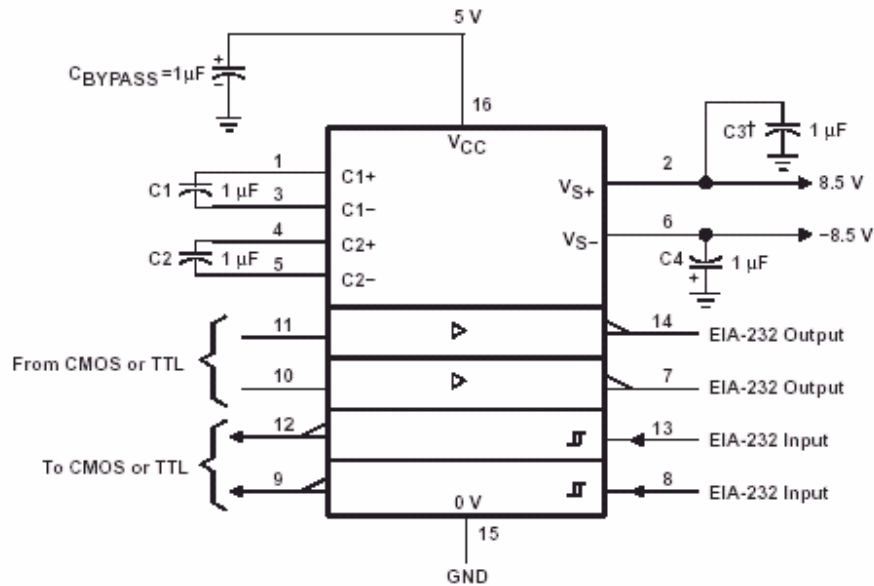 5 V
CBYPASS =1µF
+
−
16
VCC
C3†
1 µF
1
C1+
2
VS+
8.5 V
C1
1 µF
3
C1−
4
C2+
6
VS−
−8.5 V
C2
1 µF
5
C2−
C4
+
1 µF
11
14
EIA-232 Output
From CMOS or TTL
10
7
EIA-232 Output
12
13
EIA-232 Input
To CMOS or TTL
9
8
EIA-232 Input
0 V
15
GND